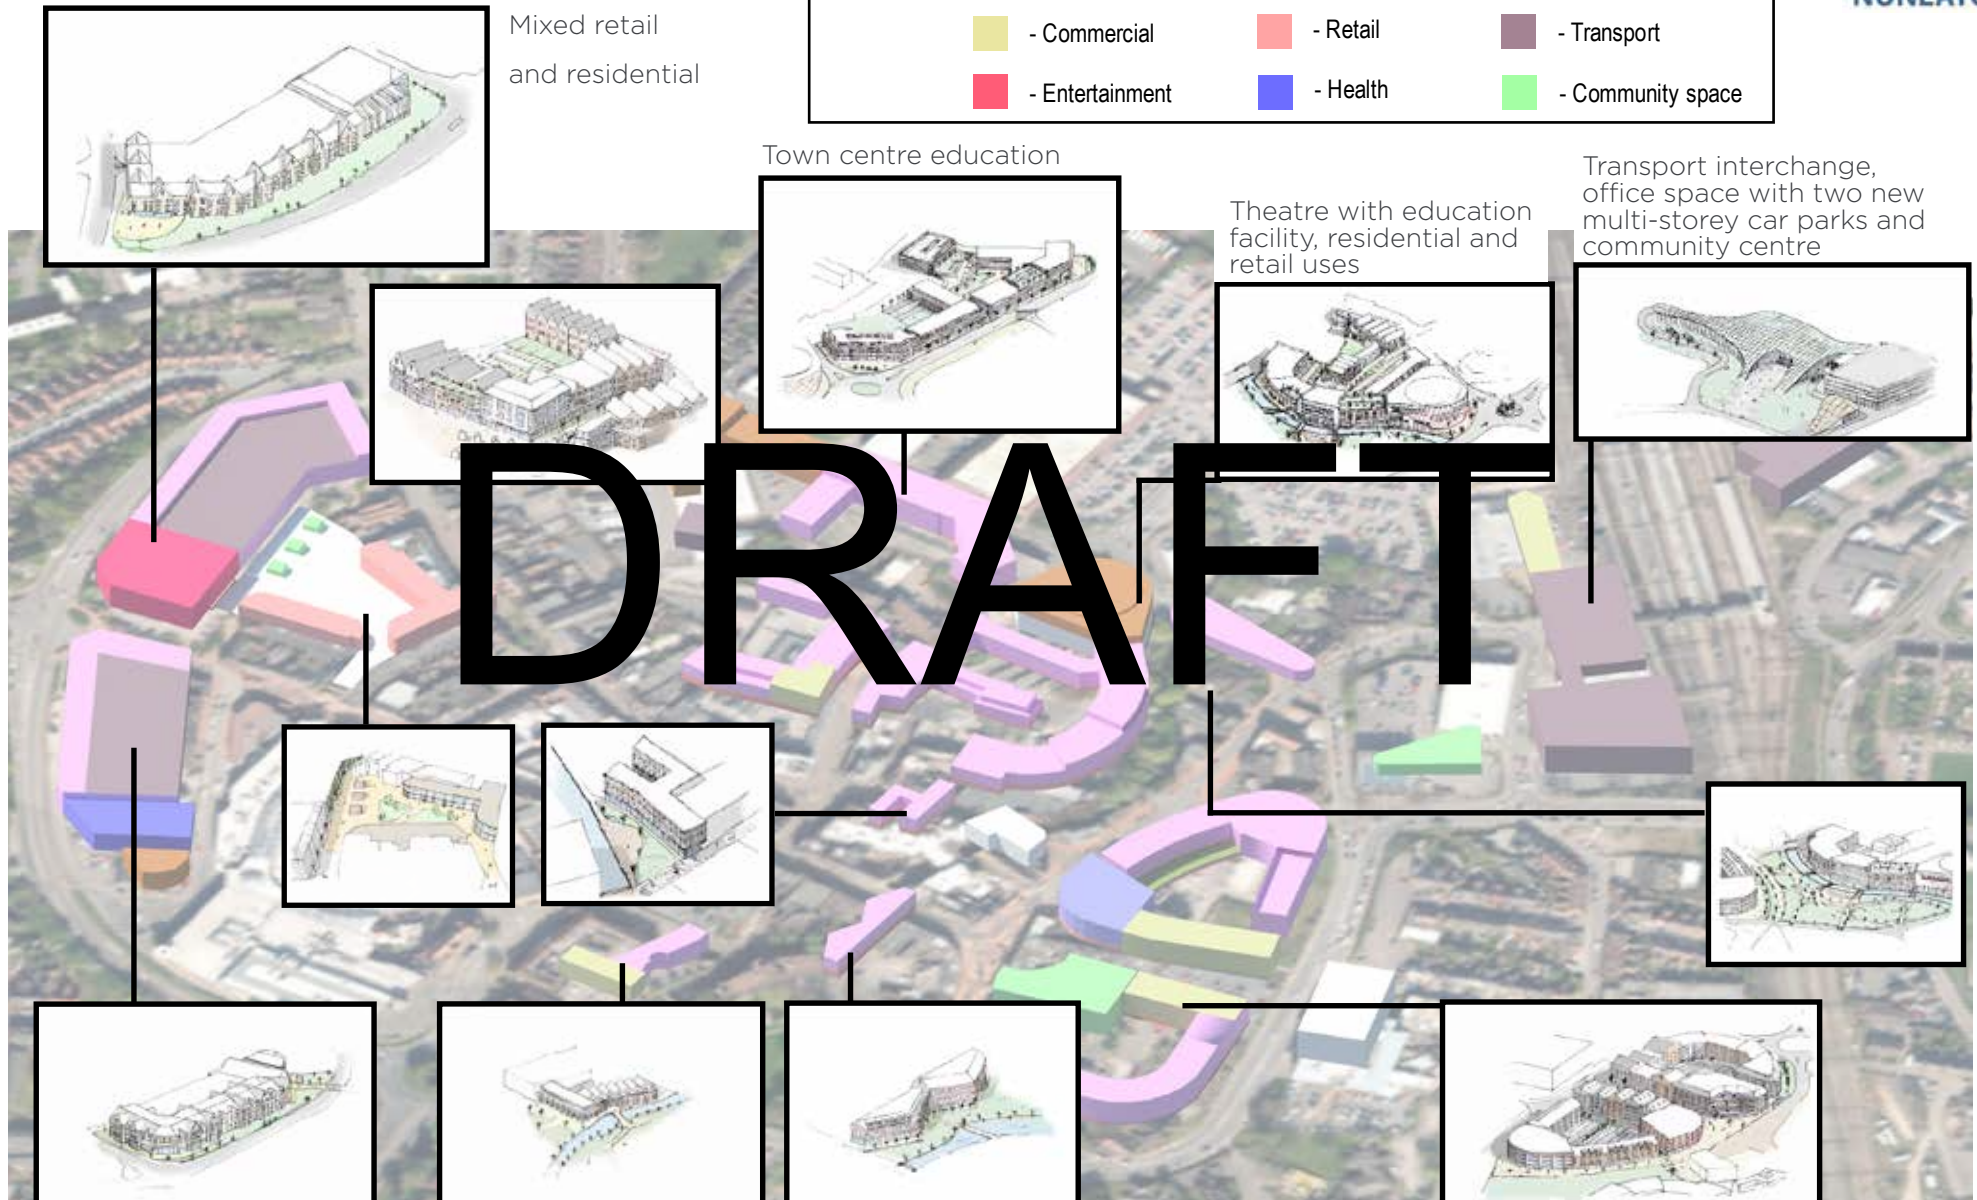 Mixed retail
and residential
- Commercial
- Retail
- Transport
- Entertainment
- Health
- Community space
Town centre education
Theatre with education
facility, residential and
retail uses
Transport interchange,
office space with two new
multi-storey car parks and
community centre
DRAFT